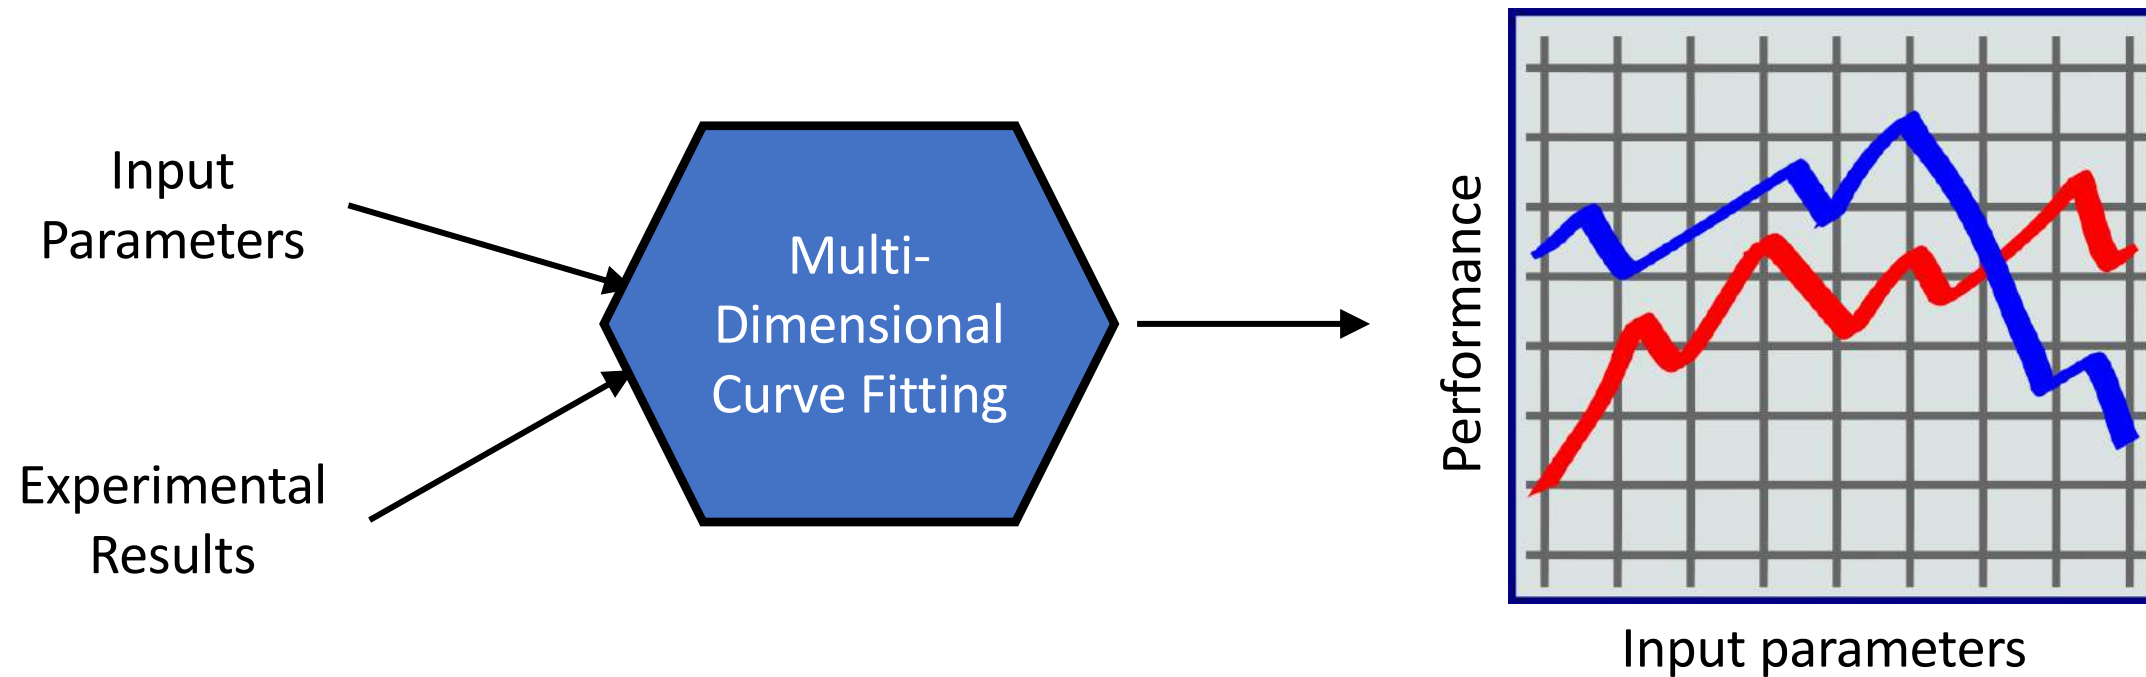 Input
Parameters
Experimental
Results
Multi-
Dimensional
Curve Fitting
Performance
Input parameters